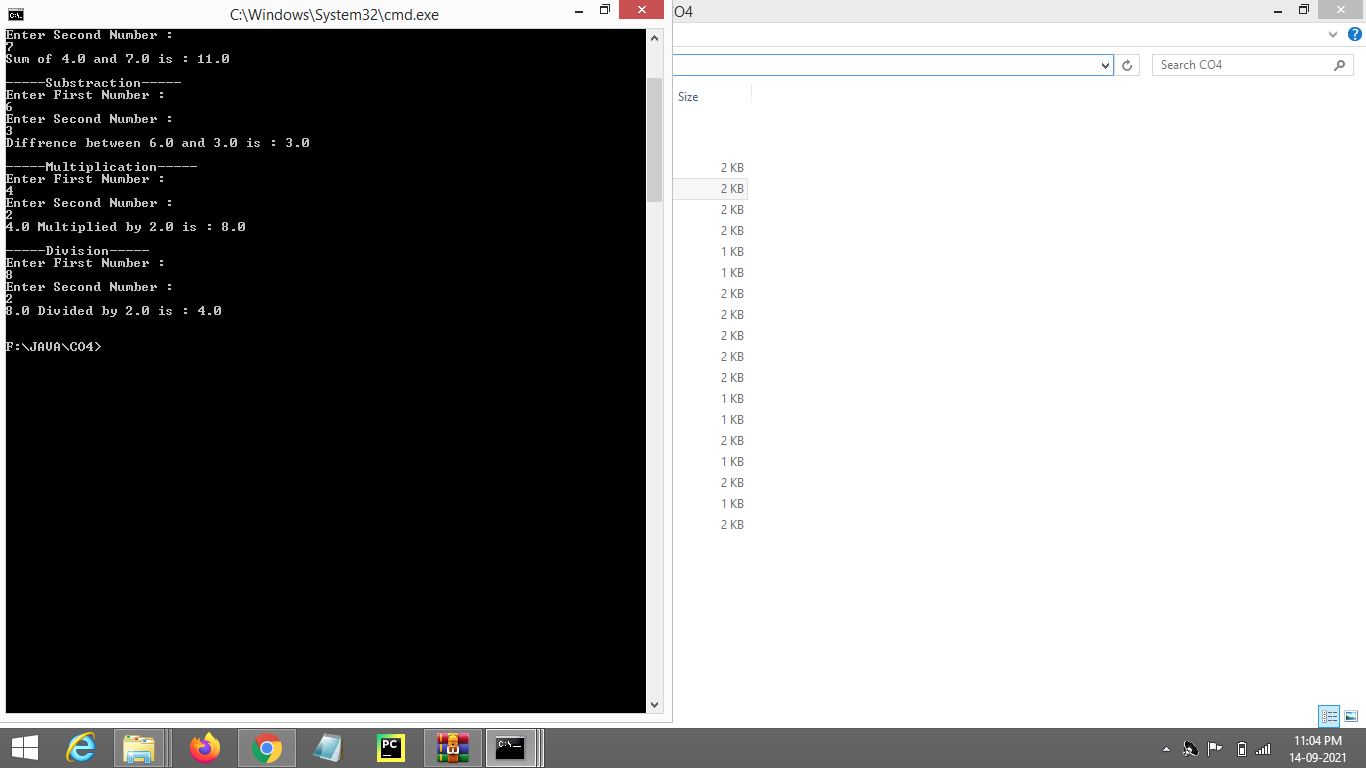 C:\Windows\System32\cmd.exe
Enter Second Number :
7
Sum of 4.0 and 7.0 is : 11.0
-----Substraction-----
Enter First Number :
6
Enter Second Number :
3
Diffrence between 6.0 and 3.0 is : 3.0
-----Multiplication-----
Enter First Number :
4
Enter Second Number :
2
4.0 Multiplied by 2.0 is : 8.0
-----Division-----
Enter First Number :
8
Enter Second Number :
2
8.0 Divided by 2.0 is : 4.0
F:\JAVA\CO4>
O4
Search CO4
Size
2 KB
2 KB
2 KB
2 KB
1 KB
1 KB
2 KB
2 KB
2 KB
2 KB
2 KB
1 KB
1 KB
2 KB
1 KB
2 KB
1 KB
2 KB
PC
C:\_
11:04 PM
14-09-2021